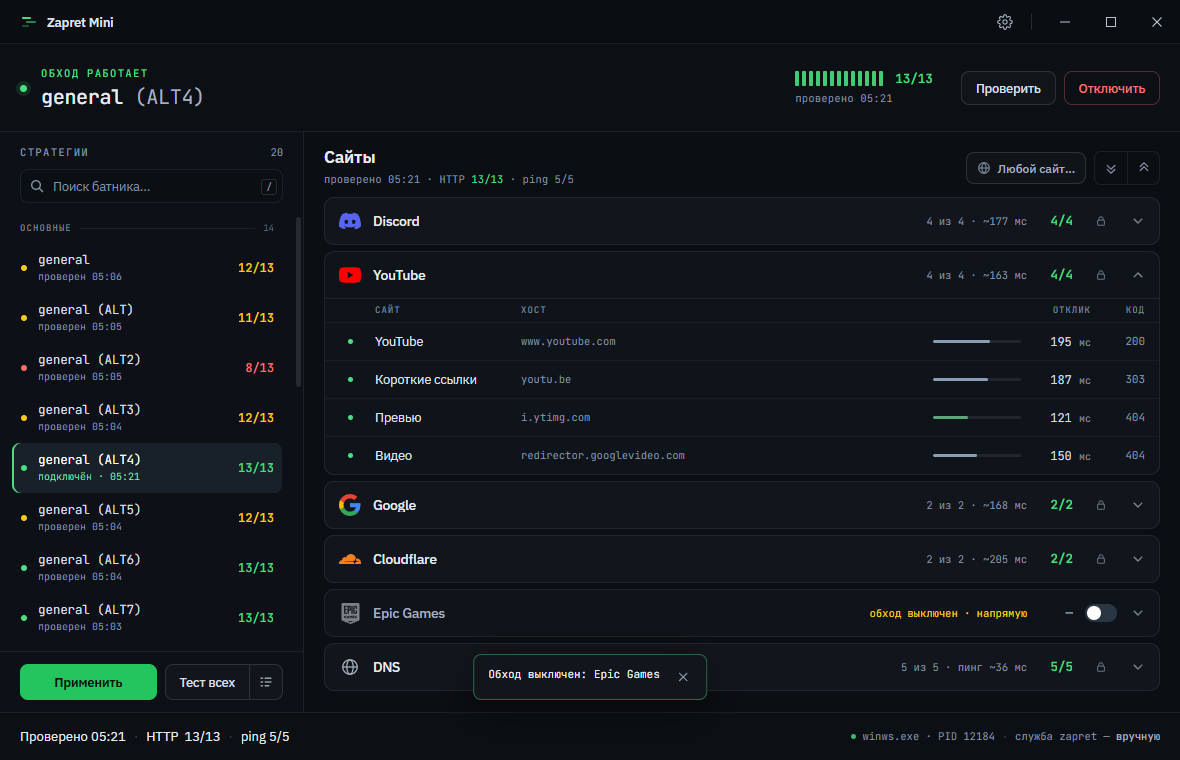 Zapret Mini
ОБХОД РАБОТАЕТ
general (ALT4)
13/13
проверено 05:21
Проверить
Отключить
СТРАТЕГИИ 20
Поиск батника... /
ОСНОВНЫЕ 14
general
проверен 05:06
12/13
general (ALT)
проверен 05:05
11/13
general (ALT2)
проверен 05:05
8/13
general (ALT3)
проверен 05:04
12/13
general (ALT4)
подключён · 05:21
13/13
general (ALT5)
проверен 05:04
12/13
general (ALT6)
проверен 05:04
13/13
general (ALT7)
проверен 05:03
13/13
Применить
Тест всех
Сайты
проверено 05:21 · HTTP 13/13 · ping 5/5
Любой сайт...
Discord 4 из 4 · ~177 мс 4/4
YouTube 4 из 4 · ~163 мс 4/4
САЙТ ХОСТ ОТКЛИК КОД
YouTube www.youtube.com 195 мс 200
Короткие ссылки youtu.be 187 мс 303
Превью i.ytimg.com 121 мс 404
Видео redirector.googlevideo.com 150 мс 404
Google 2 из 2 · ~168 мс 2/2
Cloudflare 2 из 2 · ~205 мс 2/2
EPIC GAMES
Epic Games обход выключен · напрямую —
DNS 5 из 5 · пинг ~36 мс 5/5
Обход выключен: Epic Games
Проверено 05:21 · HTTP 13/13 · ping 5/5
winws.exe · PID 12184 · служба zapret — вручную